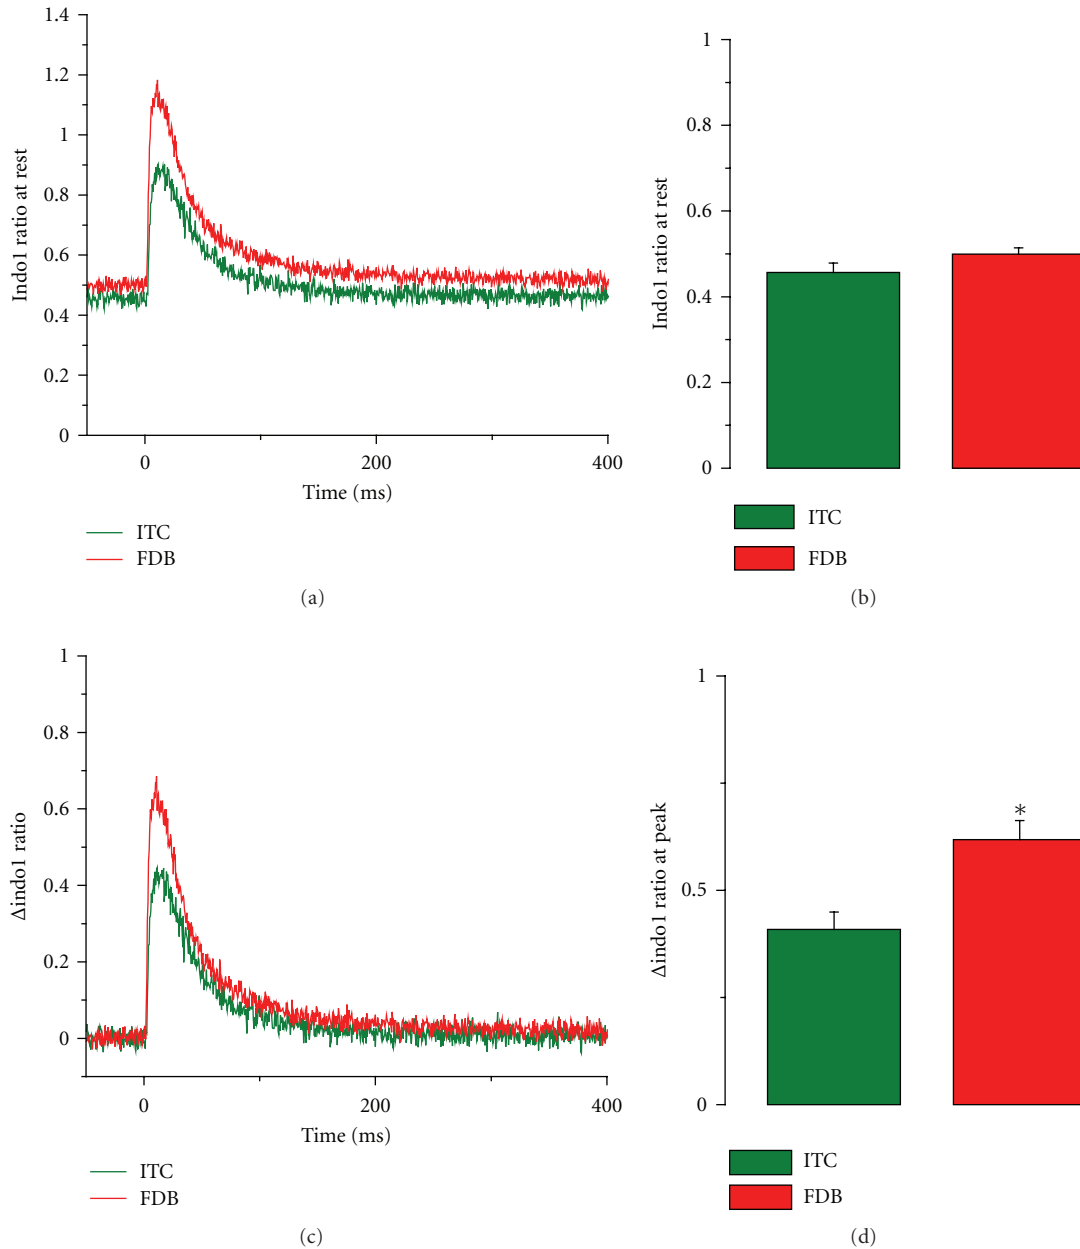 1.4
1.2
1
0.8
0.6
0.4
0.2
0
Indo1 ratio at rest
0
200
400
Time (ms)
ITC
FDB
(a)
1
0.8
0.6
0.4
0.2
0
Indo1 ratio at rest
ITC
FDB
(b)
1
0.8
0.6
0.4
0.2
0
Δindo1 ratio
0
200
400
Time (ms)
ITC
FDB
(c)
1
0.5
0
Δindo1 ratio at peak
*
ITC
FDB
(d)